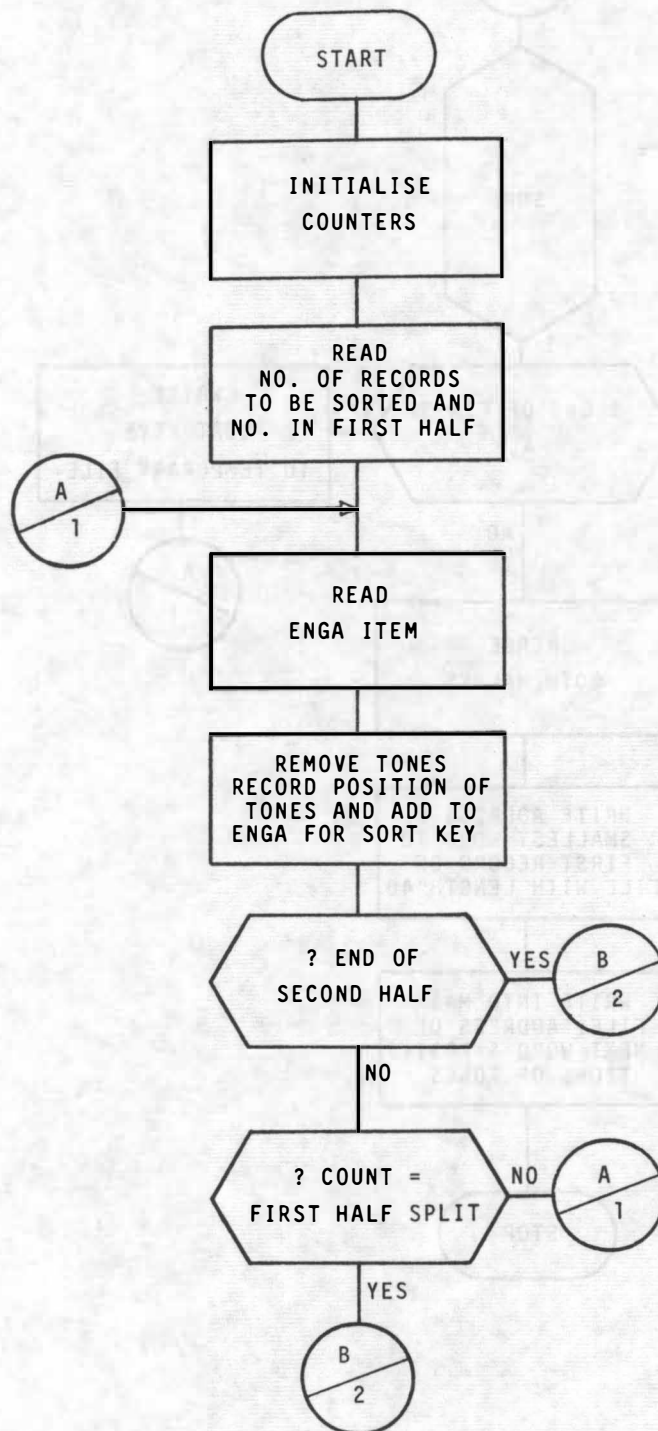 START
INITIALISE
COUNTERS
READ
NO. OF RECORDS
TO BE SORTED AND
NO. IN FIRST HALF
A
1
READ
ENGA ITEM
REMOVE TONES
RECORD POSITION OF
TONES AND ADD TO
ENGA FOR SORT KEY
? END OF
SECOND HALF
YES
B
2
NO
? COUNT =
FIRST HALF SPLIT
NO
A
1
YES
B
2